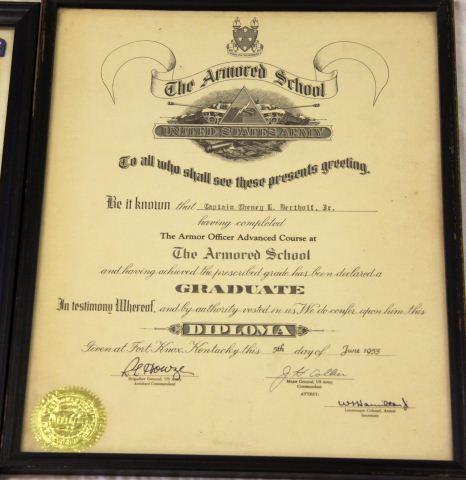 The Armored School
UNITED STATES ARMY
To all who shall see these presents greeting.
Be it known that Captain Cheney L. Bertholf, Jr.
having completed
The Armor Officer Advanced Course at
The Armored School
and having achieved the prescribed grade has been declared a
GRADUATE
In testimony Whereof, and by authority vested in us, We do confer upon him this
DIPLOMA
Given at Fort Knox, Kentucky this 5th day of June 1953
Brigadier General, US Army
Assistant Commandant
J H Collier
Major General, US Army
Commandant
ATTEST:
Lieutenant Colonel, Armor
Secretary